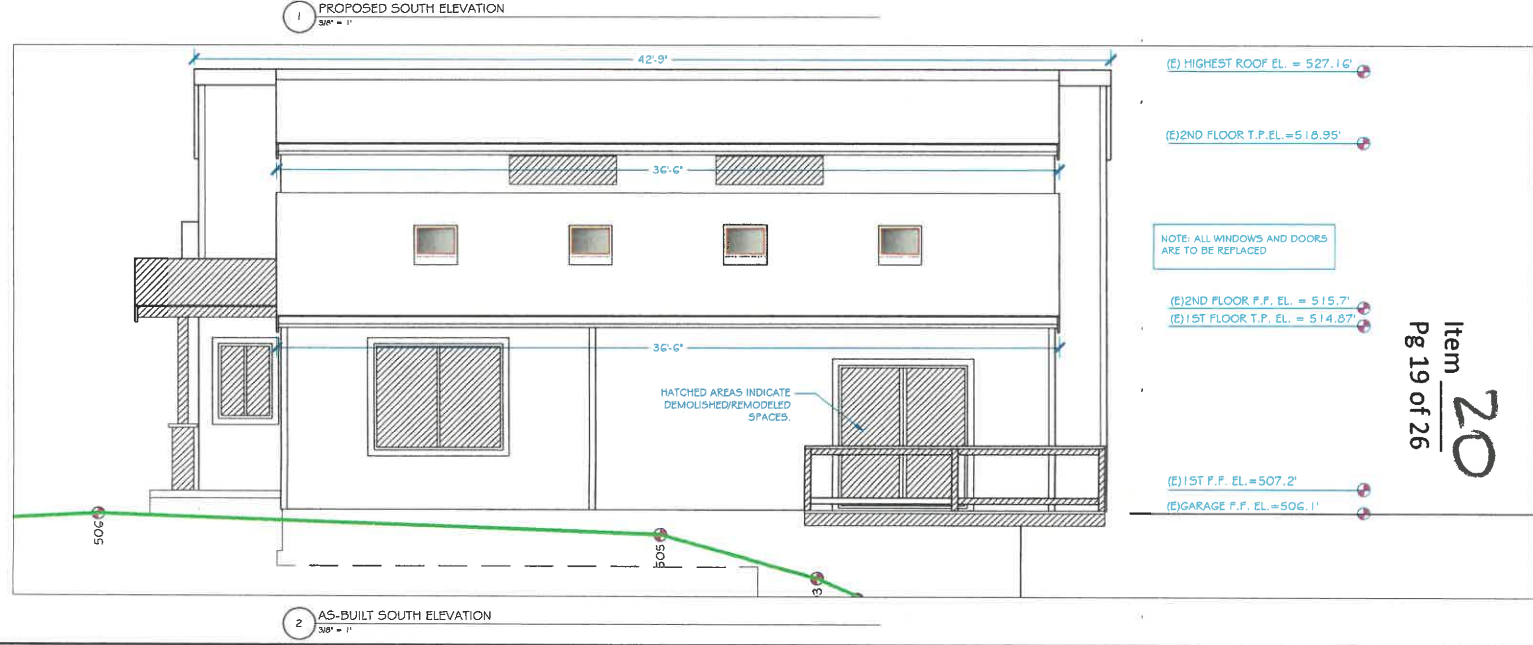 1 PROPOSED SOUTH ELEVATION
3/8" = 1'
42'-9"
(E) HIGHEST ROOF EL. = 527.16'
(E)2ND FLOOR T.P.EL.=518.95'
36'-6"
NOTE: ALL WINDOWS AND DOORS
ARE TO BE REPLACED
(E)2ND FLOOR F.F. EL. = 515.7'
(E)1ST FLOOR T.P. EL. = 514.87'
36'-6"
HATCHED AREAS INDICATE
DEMOLISHED/REMODELED
SPACES.
(E)1ST F.F. EL.=507.2'
(E)GARAGE F.F. EL.=506.1'
506
505
3
Item 20
Pg 19 of 26
2 AS-BUILT SOUTH ELEVATION
3/8" = 1'